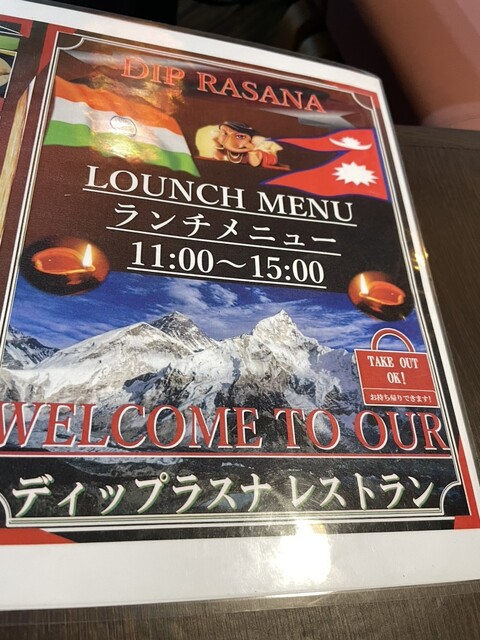 DIP RASANA
LOUNCH MENU
ランチメニュー
11:00～15:00
TAKE OUT
OK!
お持ち帰りできます!
WELCOME TO OUR
ディップラスナ レストラン